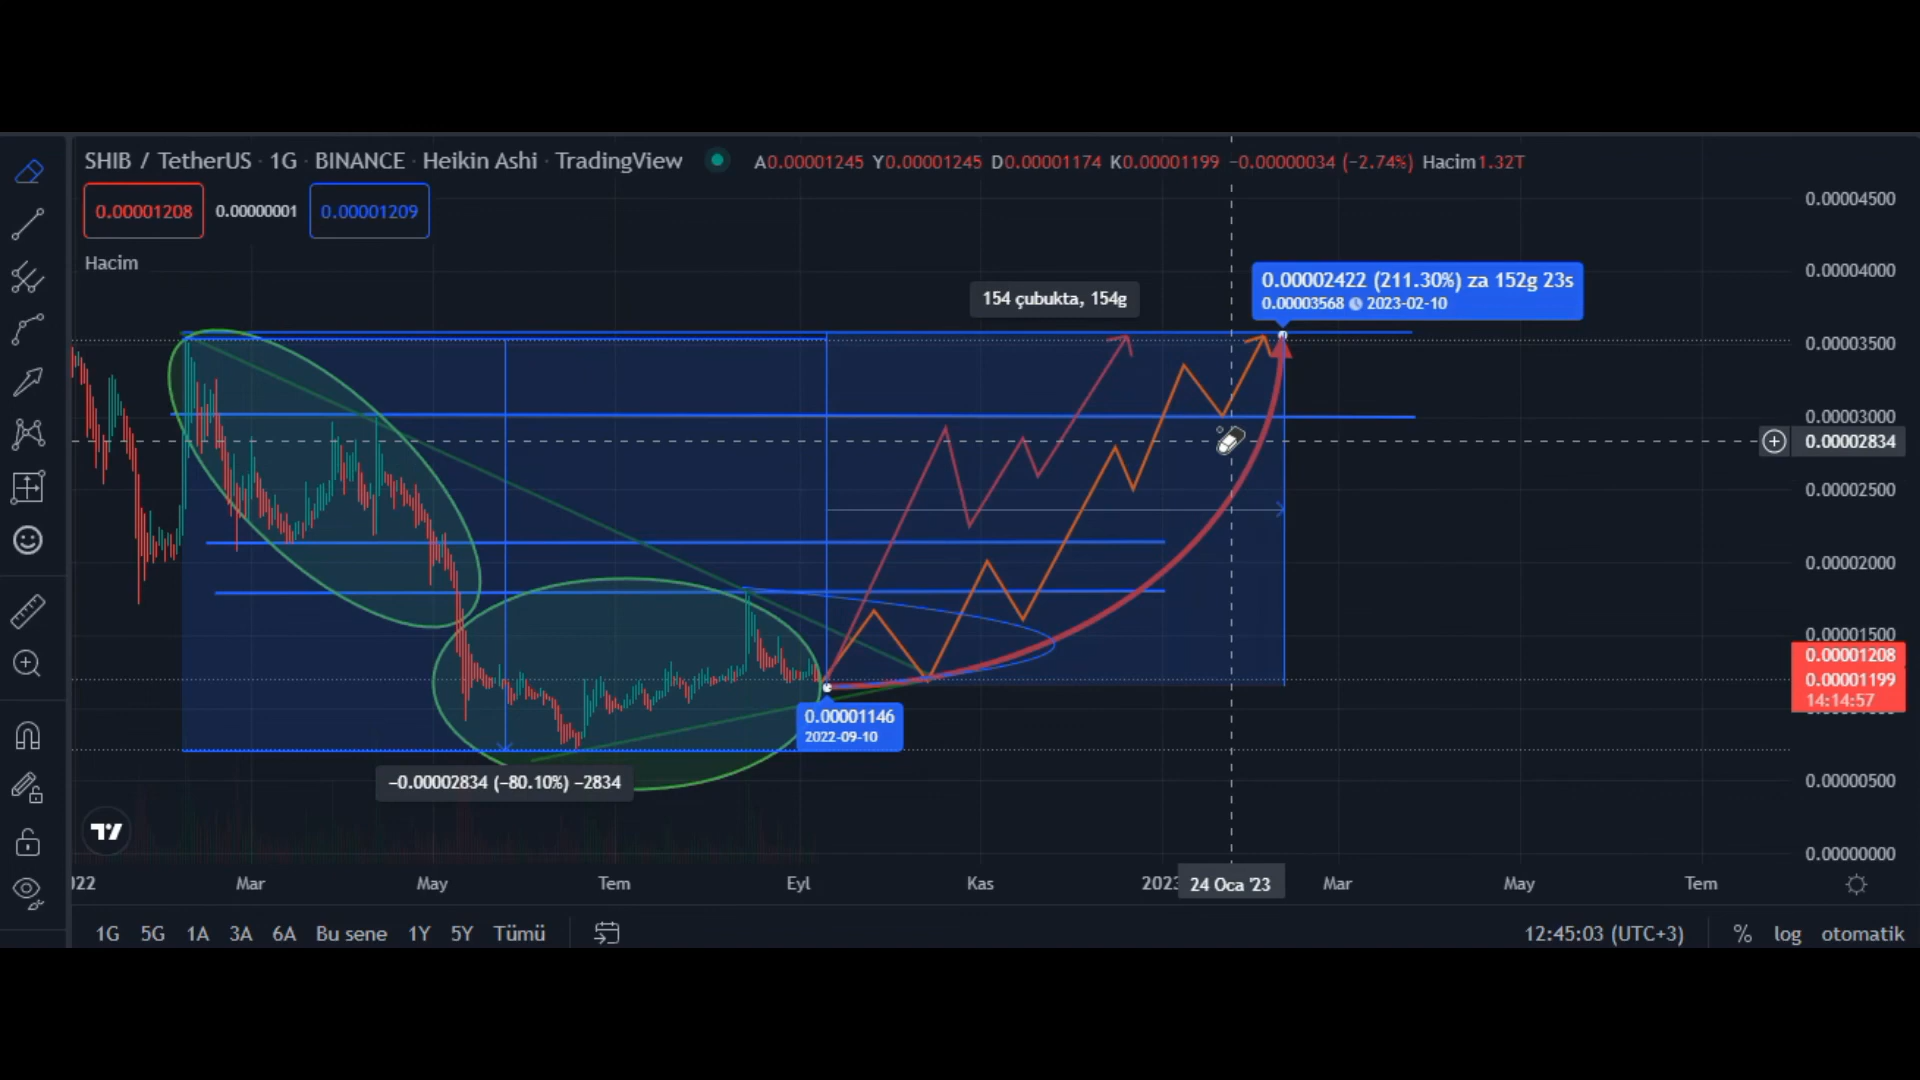 SHIB / TetherUS · 1G · BINANCE · Heikin Ashi · TradingView A0.00001245 Y0.00001245 D0.00001174 K0.00001199 −0.00000034 (−2.74%) Hacim1.32T
0.00001208 0.00000001 0.00001209
Hacim
154 çubukta, 154g
0.00002422 (211.30%) za 152g 23s
0.00003568 2023-02-10
0.00001146
2022-09-10
−0.00002834 (−80.10%) −2834
0.00004500
0.00004000
0.00003500
0.00003000
0.00002834
0.00002500
0.00002000
0.00001500
0.00001208
0.00001199
14:14:57
0.00000500
0.00000000
022 Mar May Tem Eyl Kas 2023 24 Oca '23 Mar May Tem
1G 5G 1A 3A 6A Bu sene 1Y 5Y Tümü 12:45:03 (UTC+3) % log otomatik